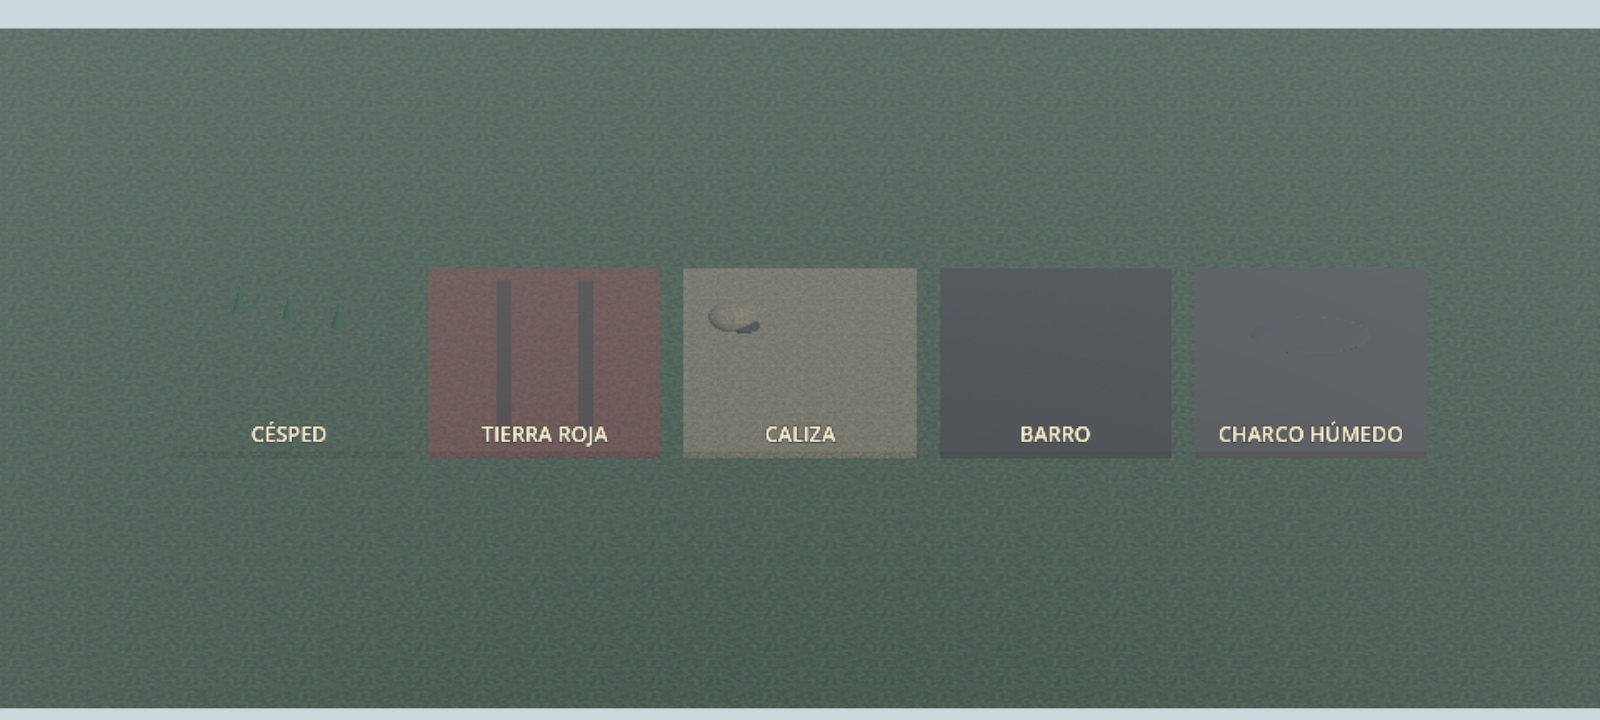 CÉSPED
TIERRA ROJA
CALIZA
BARRO
CHARCO HÚMEDO